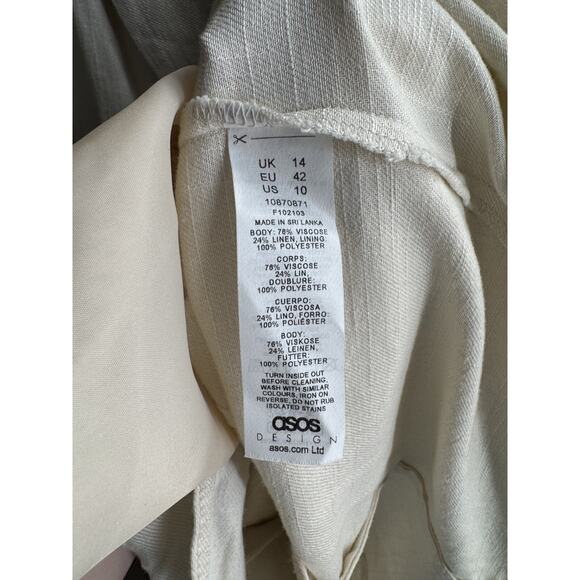 UK 14
EU 42
US 10
10870871
F102103
MADE IN SRI LANKA
BODY: 76% VISCOSE
24% LINEN, LINING:
100% POLYESTER
CORPS:
76% VISCOSE
24% LIN,
DOUBLURE:
100% POLYESTER
CUERPO:
76% VISCOSA
24% LINO, FORRO:
100% POLIÉSTER
BODY:
76% VISKOSE
24% LEINEN,
FUTTER:
100% POLYESTER
TURN INSIDE OUT
BEFORE CLEANING,
WASH WITH SIMILAR
COLOURS, IRON ON
REVERSE, DO NOT RUB
ISOLATED STAINS
asos
DESIGN
asos.com Ltd